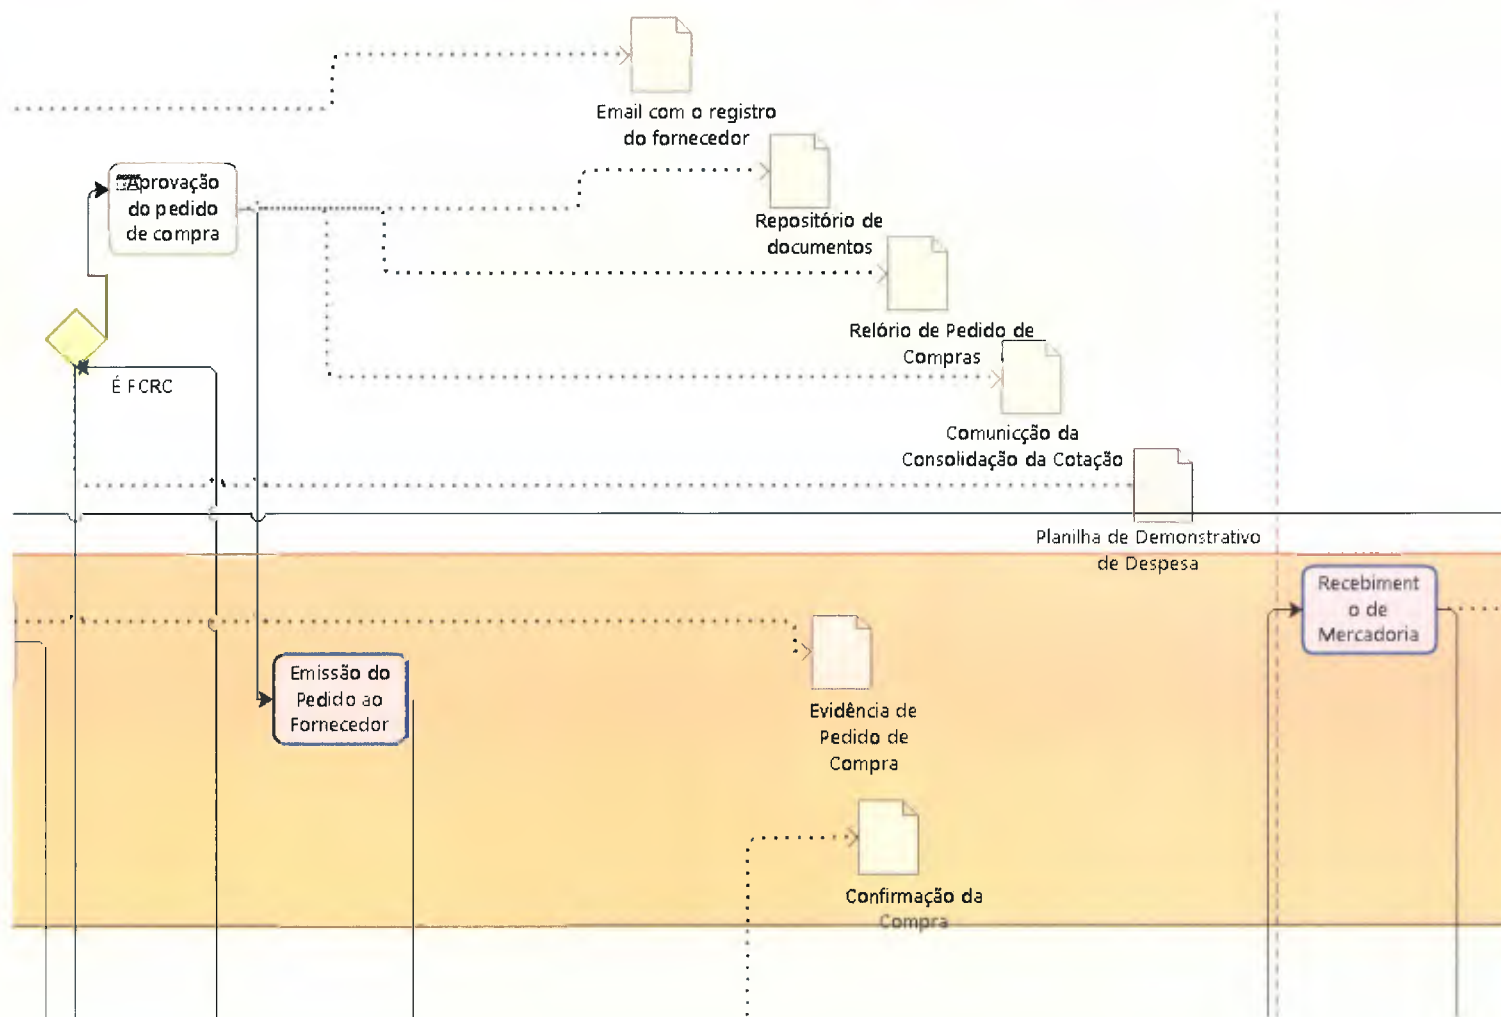 Email com o registro
do fornecedor
Aprovação
do pedido
de compra
Repositório de
documentos
Relório de Pedido de
Compras
É FCRC
Comunicção da
Consolidação da Cotação
Planilha de Demonstrativo
de Despesa
Recebiment
o de
Mercadoria
Emissão do
Pedido ao
Fornecedor
Evidência de
Pedido de
Compra
Confirmação da
Compra